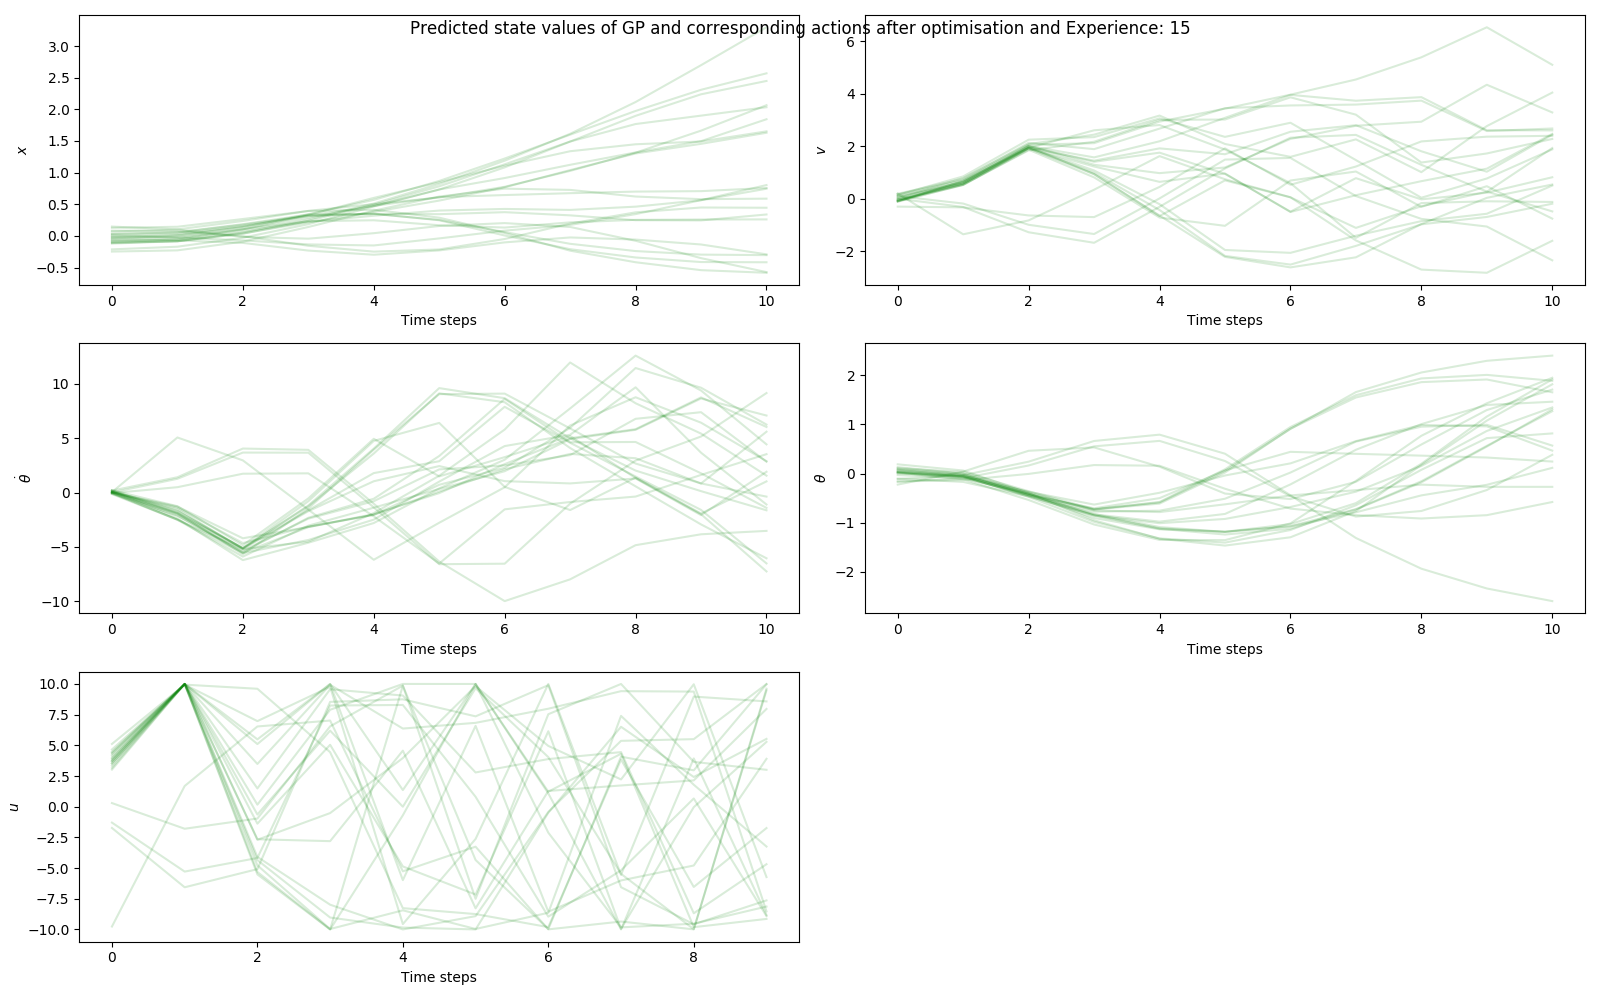 Predicted state values of GP and corresponding actions after optimisation and Experience: 15
3.0
2.5
2.0
1.5
1.0
0.5
0.0
−0.5
x
0 2 4 6 8 10
Time steps
6
4
2
0
−2
v
0 2 4 6 8 10
Time steps
10
5
0
−5
−10
θ̇
0 2 4 6 8 10
Time steps
2
1
0
−1
−2
θ
0 2 4 6 8 10
Time steps
10.0
7.5
5.0
2.5
0.0
−2.5
−5.0
−7.5
−10.0
u
0 2 4 6 8
Time steps